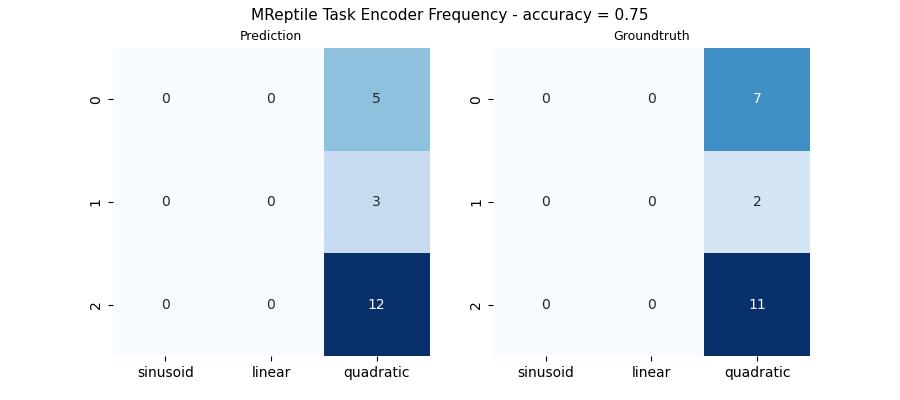 MReptile Task Encoder Frequency - accuracy = 0.75
Prediction
Groundtruth
0 0 0 5
1 0 0 3
2 0 0 12
sinusoid linear quadratic
0 0 0 7
1 0 0 2
2 0 0 11
sinusoid linear quadratic